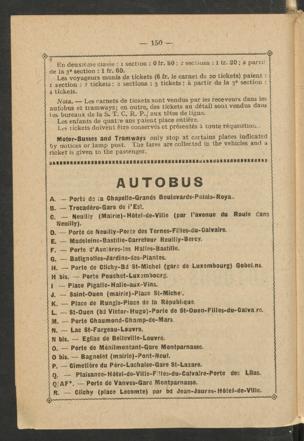 — 150 —
En deuxième classe : 1 section : 0 fr. 80 ; 2 sections : 1 fr. 20 ; à partir
de la 3e section : 1 fr. 60.
Les voyageurs munis de tickets (6 fr. le carnet de 20 tickets) paient :
1 section : 2 tickets ; 2 sections : 3 tickets ; à partir de la 3e section :
4 tickets.
Nota. — Les carnets de tickets sont vendus par les receveurs dans les
autobus et tramways; en outre, des tickets au détail sont vendus dans
les bureaux de la S. T. C. R. P., aux têtes de ligne.
Les enfants de quatre ans paient place entière.
Les tickets doivent être conservés et présentés à toute réquisition.
Motor-Busses and Tramways only stop at certains places indicated
by notices or lamp post. The fares are collected in the vehicles and a
ticket is given to the passenger.
AUTOBUS
A. — Porte de la Chapelle-Grands Boulevards-Palais-Roya.
B. — Trocadéro-Gare de l'Est.
C. — Neuilly (Mairie)-Hôtel-de-Ville (par l'avenue du Roule dans
Neuilly).
D. — Porte de Neuilly-Porte des Ternes-Filles-du-Calvaire.
E. — Madeleine-Bastille-Carrefour Reuilly-Bercy.
F. — Porte d'Asnières-les Halles-Bastille.
G. — Batignolles-Jardin-des-Plantes.
H. — Porte de Clichy-Bd St-Michel (gare de Luxembourg) Gobelins.
H bis. — Porte Pouchet-Luxembourg.
I — Place Pigalle-Halle-aux-Vins.
J. — Saint-Ouen (mairie)-Place St-Michel.
K. — Place de Rungis-Place de la République.
L. — St-Ouen (bd Victor-Hugo)-Porte de St-Ouen-Filles-du-Calvaire.
M. — Porte Chaumond-Champ-de-Mars.
N. — Lac St-Fargeau-Louvre.
N bis. — Eglise de Belleville-Louvre.
O. — Porte de Ménilmontant-Gare Montparnasse.
O bis. — Bagnolet (mairie)-Pont-Neuf.
P. — Cimetière du Père-Lachaise-Gare St-Lazare.
Q. — Plaisance-Hôtel-de-Ville-Filles-du-Calvaire-Porte des Lilas.
Q AF*. — Porte de Vanves-Gare Montparnasse.
R. — Clichy (place Lecomte) par bd Jean-Jaurès-Hôtel-de-Ville.